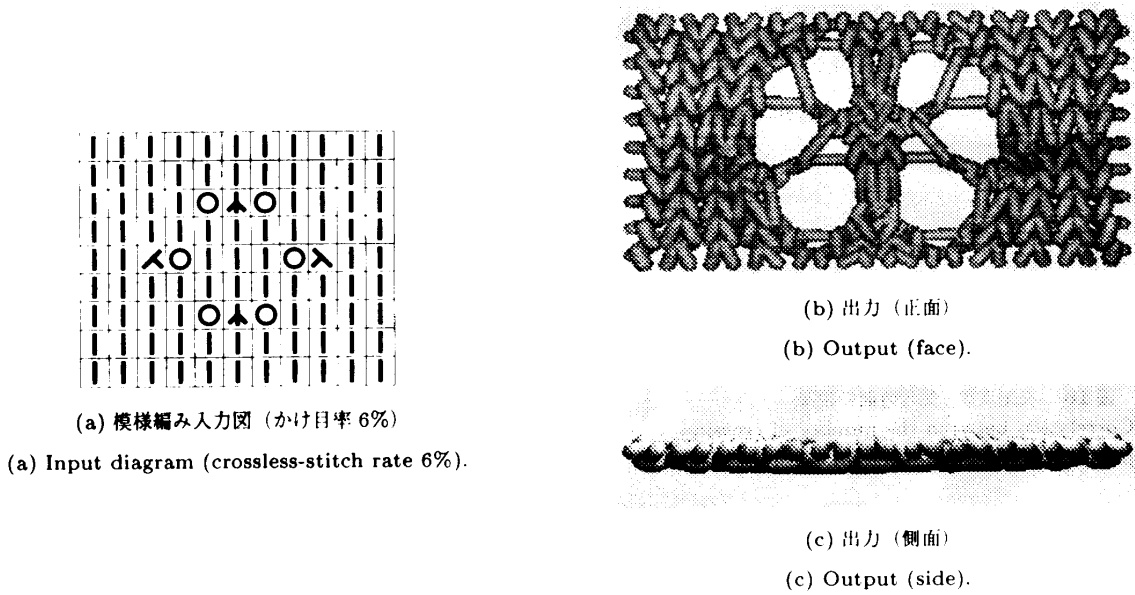 (a) 模様編み入力図（かけ目率 6%）
(a) Input diagram (crossless-stitch rate 6%).
(b) 出力（正面）
(b) Output (face).
(c) 出力（側面）
(c) Output (side).